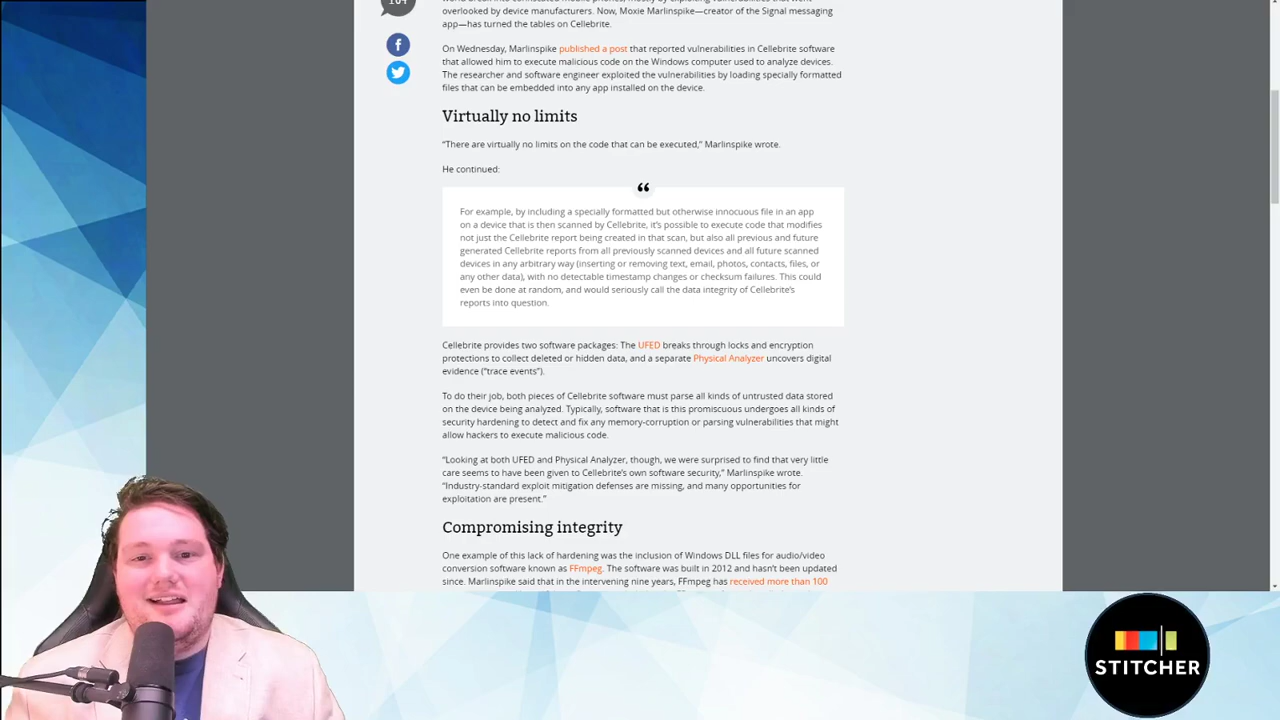 164
world break into confiscated mobile phones, mostly by exploiting vulnerabilities that went
overlooked by device manufacturers. Now, Moxie Marlinspike—creator of the Signal messaging
app—has turned the tables on Cellebrite.
On Wednesday, Marlinspike published a post that reported vulnerabilities in Cellebrite software
that allowed him to execute malicious code on the Windows computer used to analyze devices.
The researcher and software engineer exploited the vulnerabilities by loading specially formatted
files that can be embedded into any app installed on the device.
Virtually no limits
“There are virtually no limits on the code that can be executed,” Marlinspike wrote.
He continued:
“
For example, by including a specially formatted but otherwise innocuous file in an app
on a device that is then scanned by Cellebrite, it’s possible to execute code that modifies
not just the Cellebrite report being created in that scan, but also all previous and future
generated Cellebrite reports from all previously scanned devices and all future scanned
devices in any arbitrary way (inserting or removing text, email, photos, contacts, files, or
any other data), with no detectable timestamp changes or checksum failures. This could
even be done at random, and would seriously call the data integrity of Cellebrite’s
reports into question.
Cellebrite provides two software packages: The UFED breaks through locks and encryption
protections to collect deleted or hidden data, and a separate Physical Analyzer uncovers digital
evidence (“trace events”).
To do their job, both pieces of Cellebrite software must parse all kinds of untrusted data stored
on the device being analyzed. Typically, software that is this promiscuous undergoes all kinds of
security hardening to detect and fix any memory-corruption or parsing vulnerabilities that might
allow hackers to execute malicious code.
“Looking at both UFED and Physical Analyzer, though, we were surprised to find that very little
care seems to have been given to Cellebrite’s own software security,” Marlinspike wrote.
“Industry-standard exploit mitigation defenses are missing, and many opportunities for
exploitation are present.”
Compromising integrity
One example of this lack of hardening was the inclusion of Windows DLL files for audio/video
conversion software known as FFmpeg. The software was built in 2012 and hasn’t been updated
since. Marlinspike said that in the intervening nine years, FFmpeg has received more than 100
STITCHER